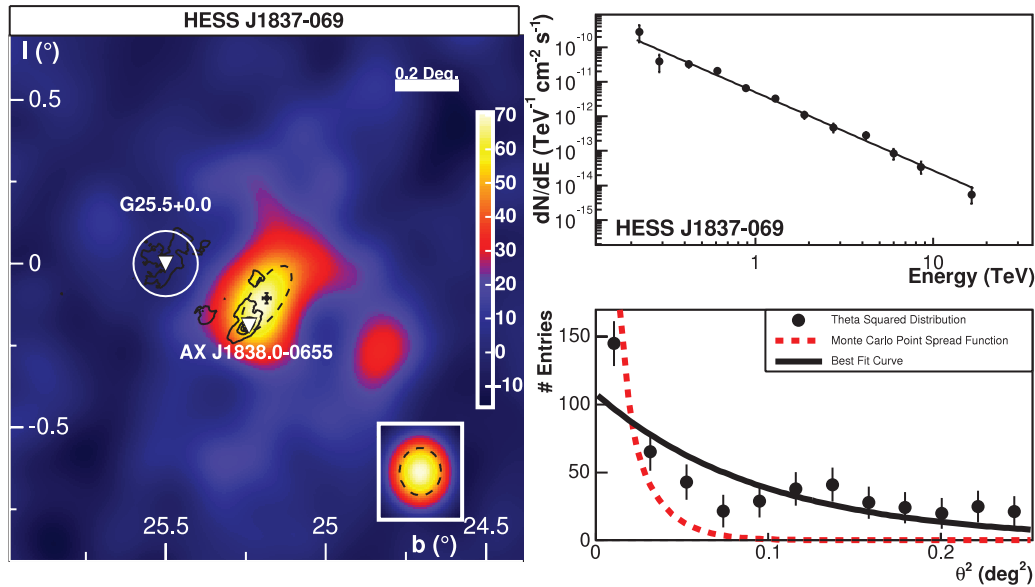 HESS J1837-069
l (°)
0.2 Deg.
0.5
0
-0.5
G25.5+0.0
AX J1838.0-0655
70
60
50
40
30
20
10
0
-10
25.5
25
24.5
b (°)
dN/dE (TeV-1 cm-2 s-1)
10-10
10-11
10-12
10-13
10-14
10-15
HESS J1837-069
1
10
Energy (TeV)
# Entries
150
100
50
0
Theta Squared Distribution
Monte Carlo Point Spread Function
Best Fit Curve
0
0.1
0.2
θ2 (deg2)